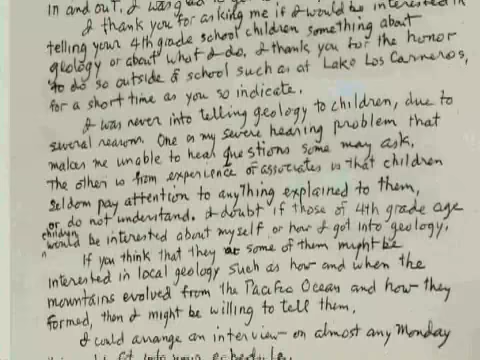 in and out. I was glad to
I thank you for asking me if I would be interested in
telling your 4th grade school children something about
geology or about what I do. I thank you for the honor
to do so outside of school such as at Lake Los Carneros,
for a short time as you so indicate.
I was never into telling geology to children, due to
several reasons. One is my severe hearing problem that
makes me unable to hear questions some may ask.
The other is from experience of associates is that children
seldom pay attention to anything explained to them,
or do not understand. I doubt if those of 4th grade age
children
would be interested about myself or how I got into geology.
If you think that they or some of them might be
interested in local geology such as how and when the
mountains evolved from the Pacific Ocean and how they
formed, then I might be willing to tell them.
I could arrange an interview on almost any Monday
fit into your schedule.